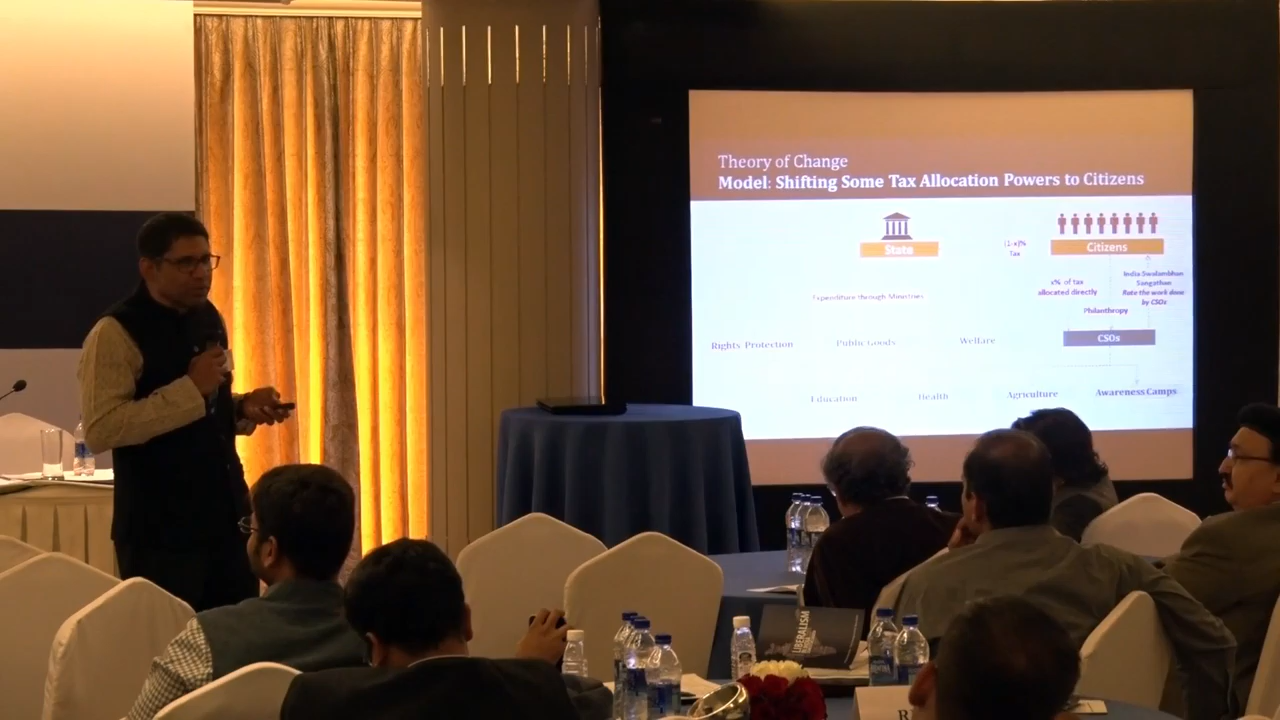 Theory of Change
Model: Shifting Some Tax Allocation Powers to Citizens
State
(1-x)%
Tax
Citizens
x% of tax
allocated directly
India Swalambhan
Sangathan
Rate the work done
by CSOs
Expenditure through Ministries
Philanthropy
CSOs
Rights Protection
Public Goods
Welfare
Education
Health
Agriculture
Awareness Camps
LIBERALISM